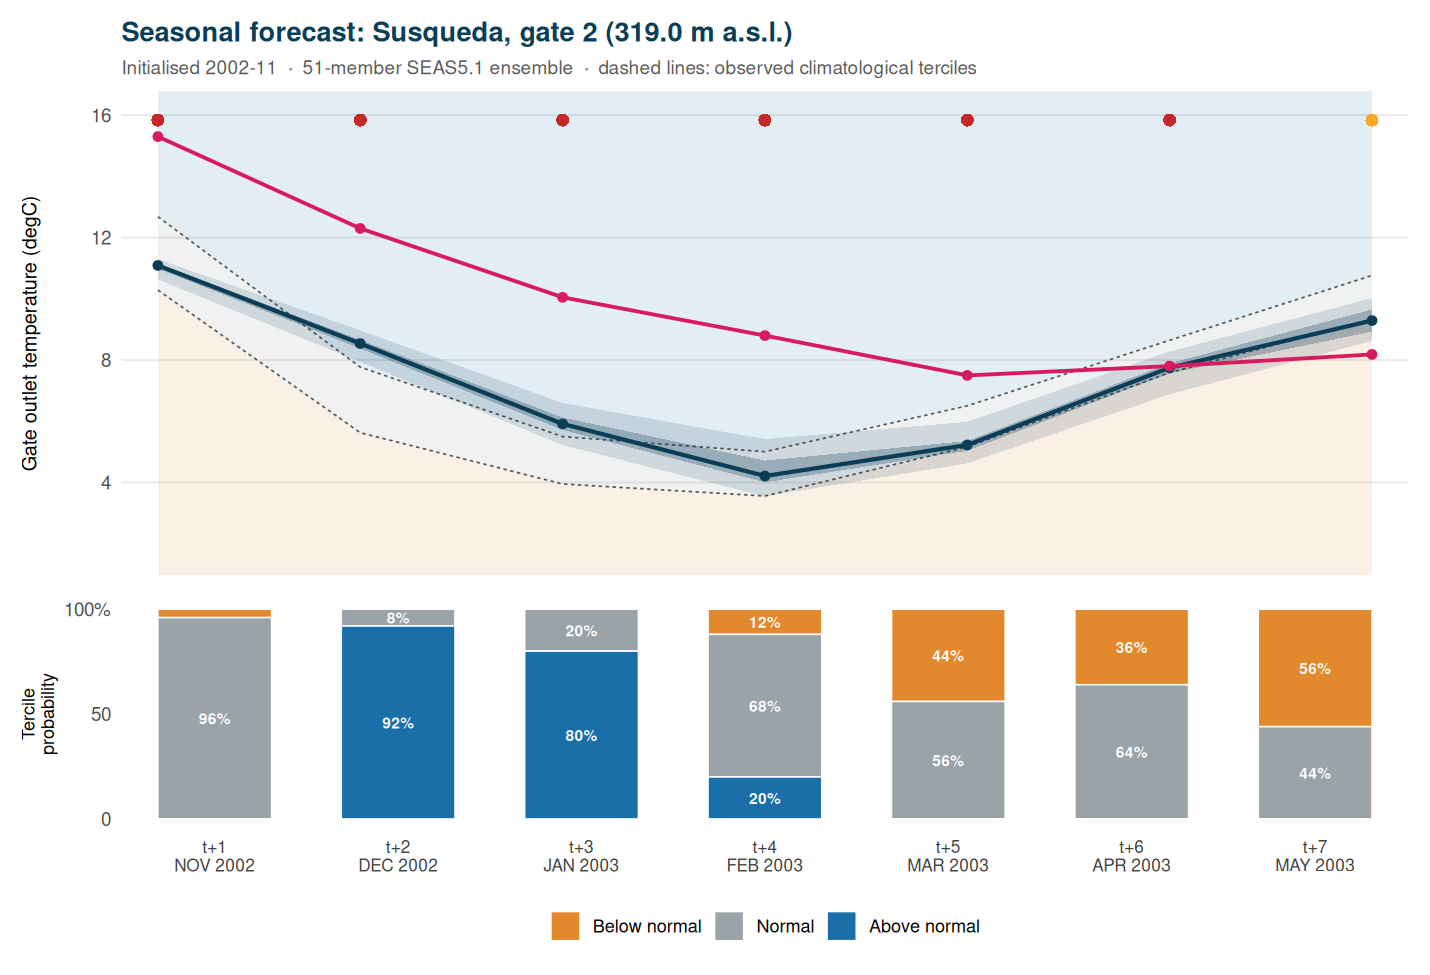 Seasonal forecast: Susqueda, gate 2 (319.0 m a.s.l.)
Initialised 2002-11 · 51-member SEAS5.1 ensemble · dashed lines: observed climatological terciles
Gate outlet temperature (degC)
16
12
8
4
Tercile
probability
100%
50
0
96%
8%
92%
20%
80%
12%
68%
20%
44%
56%
36%
64%
56%
44%
t+1
NOV 2002
t+2
DEC 2002
t+3
JAN 2003
t+4
FEB 2003
t+5
MAR 2003
t+6
APR 2003
t+7
MAY 2003
Below normal
Normal
Above normal